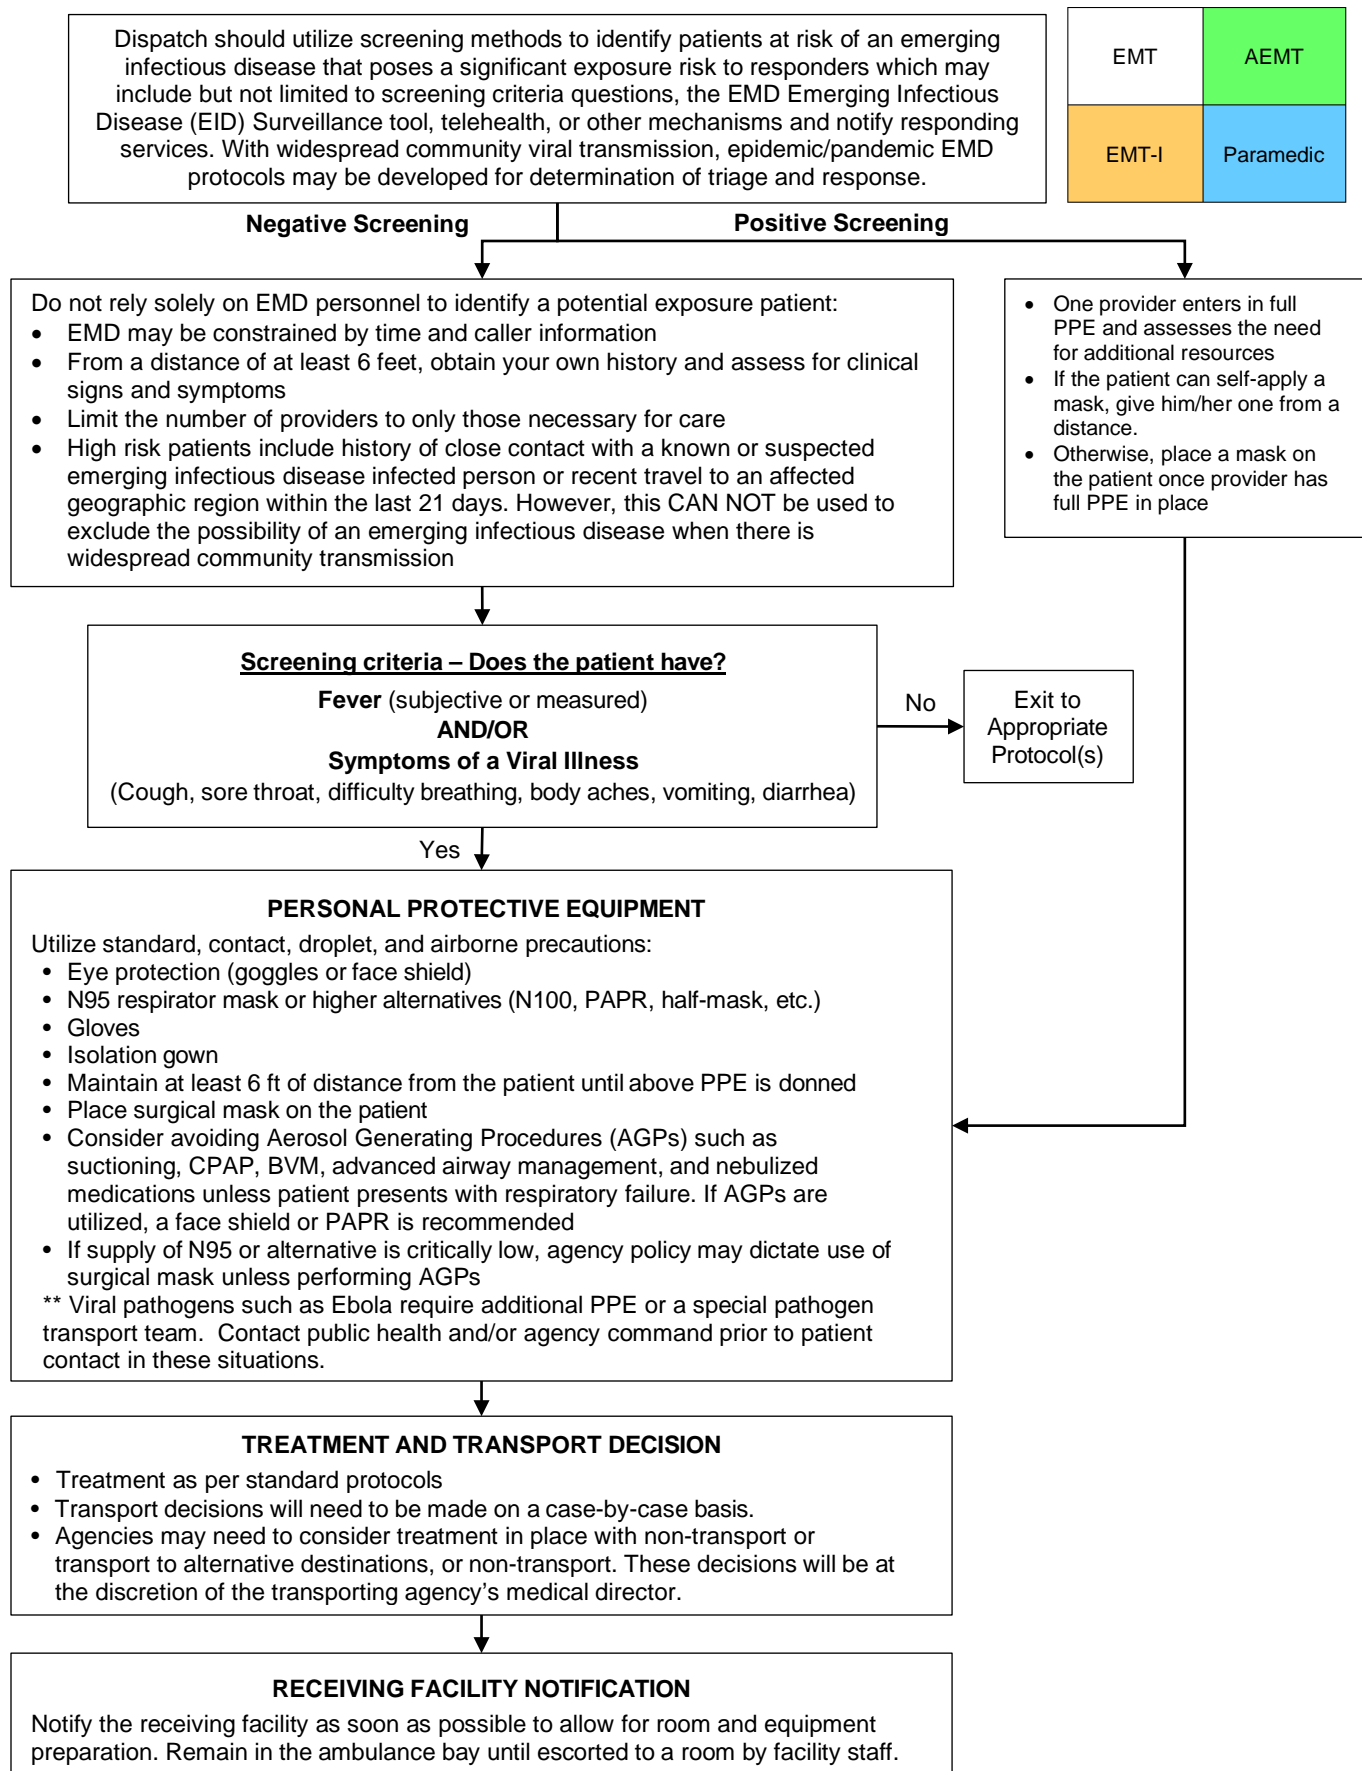 Dispatch should utilize screening methods to identify patients at risk of an emerging
infectious disease that poses a significant exposure risk to responders which may
include but not limited to screening criteria questions, the EMD Emerging Infectious
Disease (EID) Surveillance tool, telehealth, or other mechanisms and notify responding
services. With widespread community viral transmission, epidemic/pandemic EMD
protocols may be developed for determination of triage and response.
EMT
AEMT
EMT-I
Paramedic
Negative Screening
Positive Screening
Do not rely solely on EMD personnel to identify a potential exposure patient:
• EMD may be constrained by time and caller information
• From a distance of at least 6 feet, obtain your own history and assess for clinical
signs and symptoms
• Limit the number of providers to only those necessary for care
• High risk patients include history of close contact with a known or suspected
emerging infectious disease infected person or recent travel to an affected
geographic region within the last 21 days. However, this CAN NOT be used to
exclude the possibility of an emerging infectious disease when there is
widespread community transmission
• One provider enters in full
PPE and assesses the need
for additional resources
• If the patient can self-apply a
mask, give him/her one from a
distance.
• Otherwise, place a mask on
the patient once provider has
full PPE in place
Screening criteria – Does the patient have?
Fever (subjective or measured)
AND/OR
Symptoms of a Viral Illness
(Cough, sore throat, difficulty breathing, body aches, vomiting, diarrhea)
No
Exit to
Appropriate
Protocol(s)
Yes
PERSONAL PROTECTIVE EQUIPMENT
Utilize standard, contact, droplet, and airborne precautions:
• Eye protection (goggles or face shield)
• N95 respirator mask or higher alternatives (N100, PAPR, half-mask, etc.)
• Gloves
• Isolation gown
• Maintain at least 6 ft of distance from the patient until above PPE is donned
• Place surgical mask on the patient
• Consider avoiding Aerosol Generating Procedures (AGPs) such as
suctioning, CPAP, BVM, advanced airway management, and nebulized
medications unless patient presents with respiratory failure. If AGPs are
utilized, a face shield or PAPR is recommended
• If supply of N95 or alternative is critically low, agency policy may dictate use of
surgical mask unless performing AGPs
** Viral pathogens such as Ebola require additional PPE or a special pathogen
transport team. Contact public health and/or agency command prior to patient
contact in these situations.
TREATMENT AND TRANSPORT DECISION
• Treatment as per standard protocols
• Transport decisions will need to be made on a case-by-case basis.
• Agencies may need to consider treatment in place with non-transport or
transport to alternative destinations, or non-transport. These decisions will be at
the discretion of the transporting agency’s medical director.
RECEIVING FACILITY NOTIFICATION
Notify the receiving facility as soon as possible to allow for room and equipment
preparation. Remain in the ambulance bay until escorted to a room by facility staff.